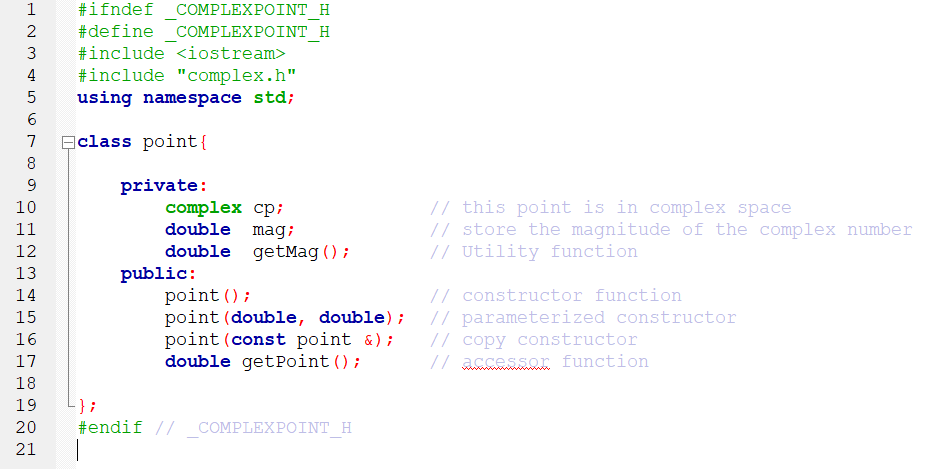 1 #ifndef _COMPLEXPOINT_H
2 #define _COMPLEXPOINT_H
3 #include <iostream>
4 #include "complex.h"
5 using namespace std;
6
7 class point{
8
9 private:
10 complex cp; // this point is in complex space
11 double mag; // store the magnitude of the complex number
12 double getMag(); // Utility function
13 public:
14 point(); // constructor function
15 point(double, double); // parameterized constructor
16 point(const point &); // copy constructor
17 double getPoint(); // accessor function
18
19 };
20 #endif // _COMPLEXPOINT_H
21